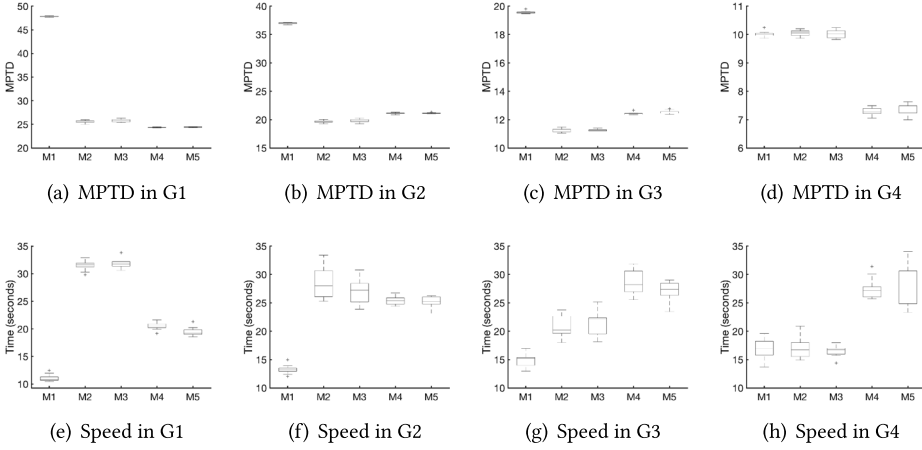 50
45
40
35
30
25
20
MPTD
M1 M2 M3 M4 M5
(a) MPTD in G1
40
35
30
25
20
15
MPTD
M1 M2 M3 M4 M5
(b) MPTD in G2
20
18
16
14
12
10
MPTD
M1 M2 M3 M4 M5
(c) MPTD in G3
11
10
9
8
7
6
MPTD
M1 M2 M3 M4 M5
(d) MPTD in G4
35
30
25
20
15
10
Time (seconds)
M1 M2 M3 M4 M5
(e) Speed in G1
35
30
25
20
15
10
Time (seconds)
M1 M2 M3 M4 M5
(f) Speed in G2
35
30
25
20
15
10
Time (seconds)
M1 M2 M3 M4 M5
(g) Speed in G3
35
30
25
20
15
10
Time (seconds)
M1 M2 M3 M4 M5
(h) Speed in G4